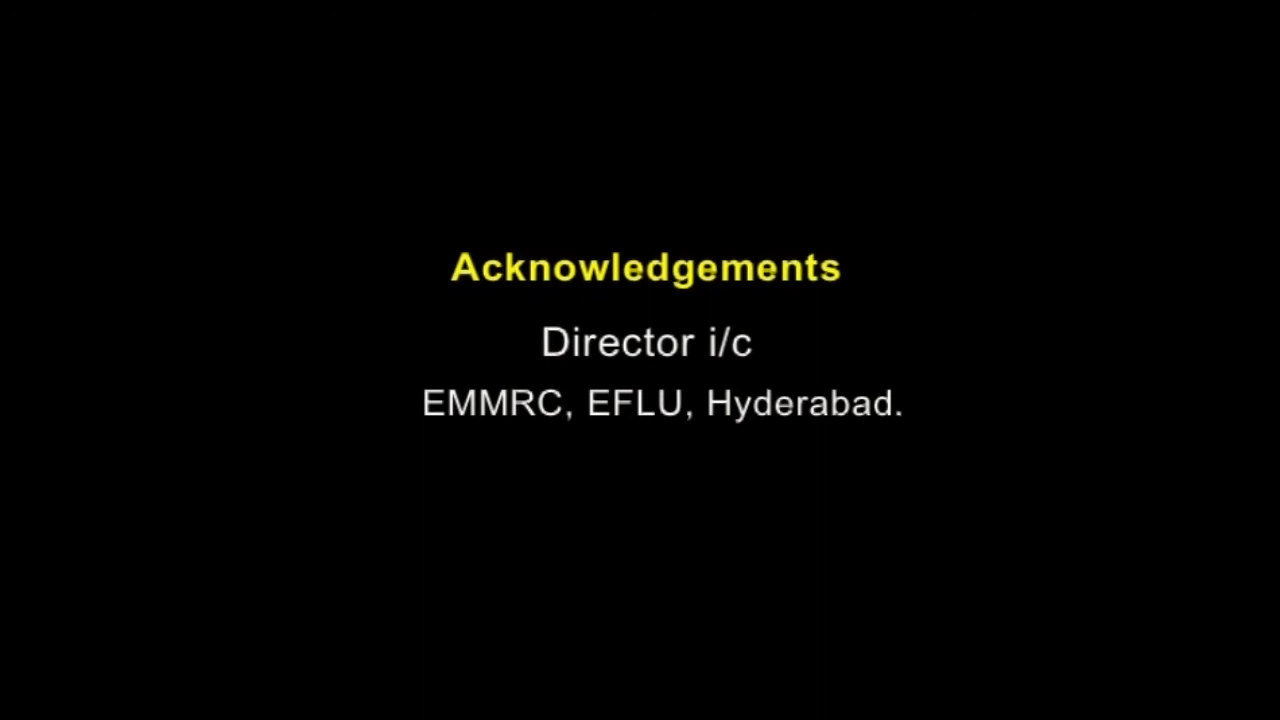 Acknowledgements
Director i/c
EMMRC, EFLU, Hyderabad.